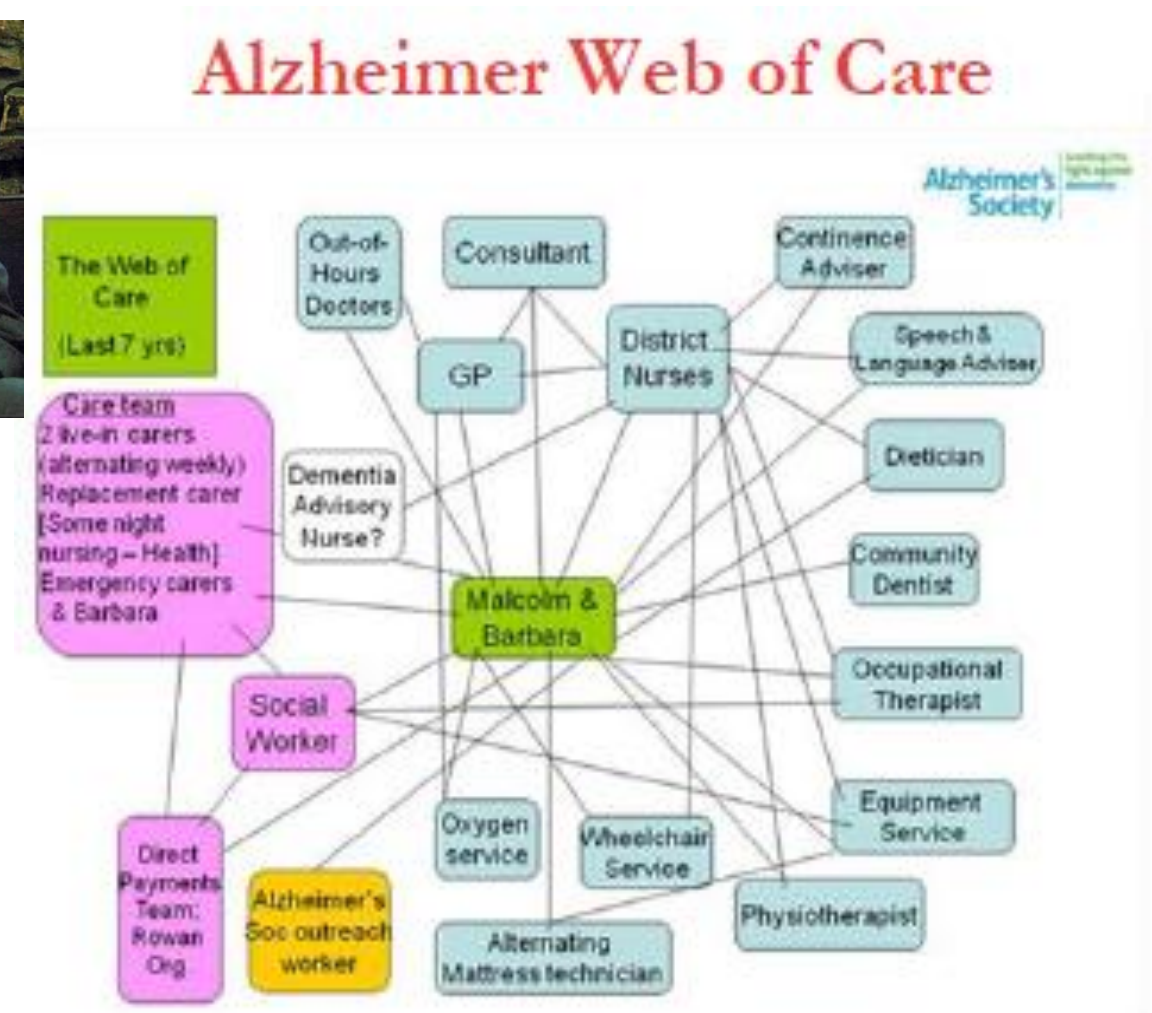 Alzheimer Web of Care
Alzheimer's
Society
The Web of
Care
(Last 7 yrs)
Out-of-
Hours
Doctors
Consultant
Continence
Adviser
GP
District
Nurses
Speech &
Language Adviser
Care team
2 live-in carers
(alternating weekly)
Replacement carer
[Some night
nursing – Health]
Emergency carers
& Barbara
Dementia
Advisory
Nurse?
Dietician
Community
Dentist
Malcolm &
Barbara
Social
Worker
Occupational
Therapist
Equipment
Service
Direct
Payments
Team:
Rowan
Org
Alzheimer's
Soc outreach
worker
Oxygen
service
Wheelchair
Service
Physiotherapist
Alternating
Mattress technician